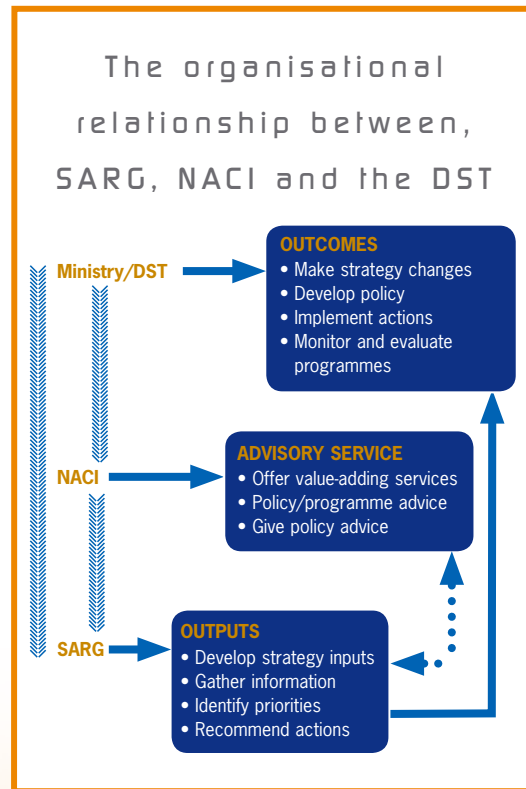 The organisational
relationship between,
SARG, NACI and the DST
Ministry/DST
OUTCOMES
• Make strategy changes
• Develop policy
• Implement actions
• Monitor and evaluate
programmes
NACI
ADVISORY SERVICE
• Offer value-adding services
• Policy/programme advice
• Give policy advice
SARG
OUTPUTS
• Develop strategy inputs
• Gather information
• Identify priorities
• Recommend actions